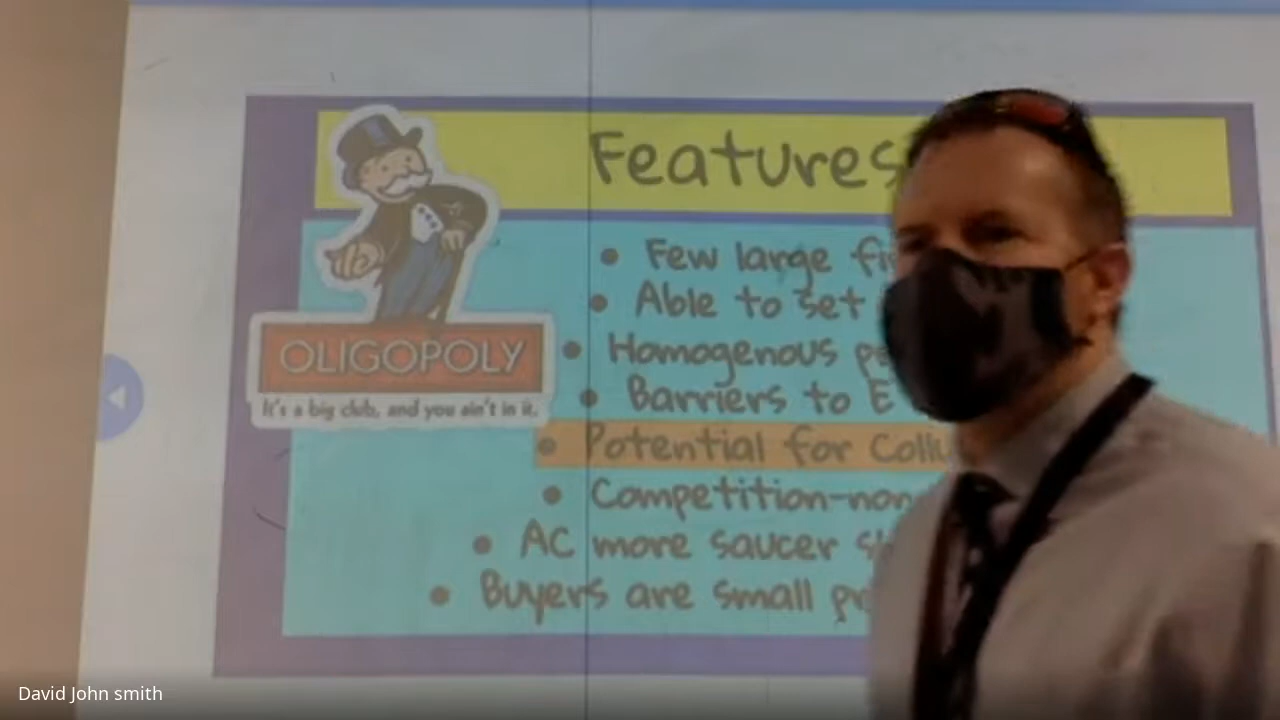 Features
OLIGOPOLY
It's a big club, and you ain't in it.
Few large
Able to set
Homogenous
Barriers to
Potential for
Competition-non
AC more saucer
Buyers are small
David John smith